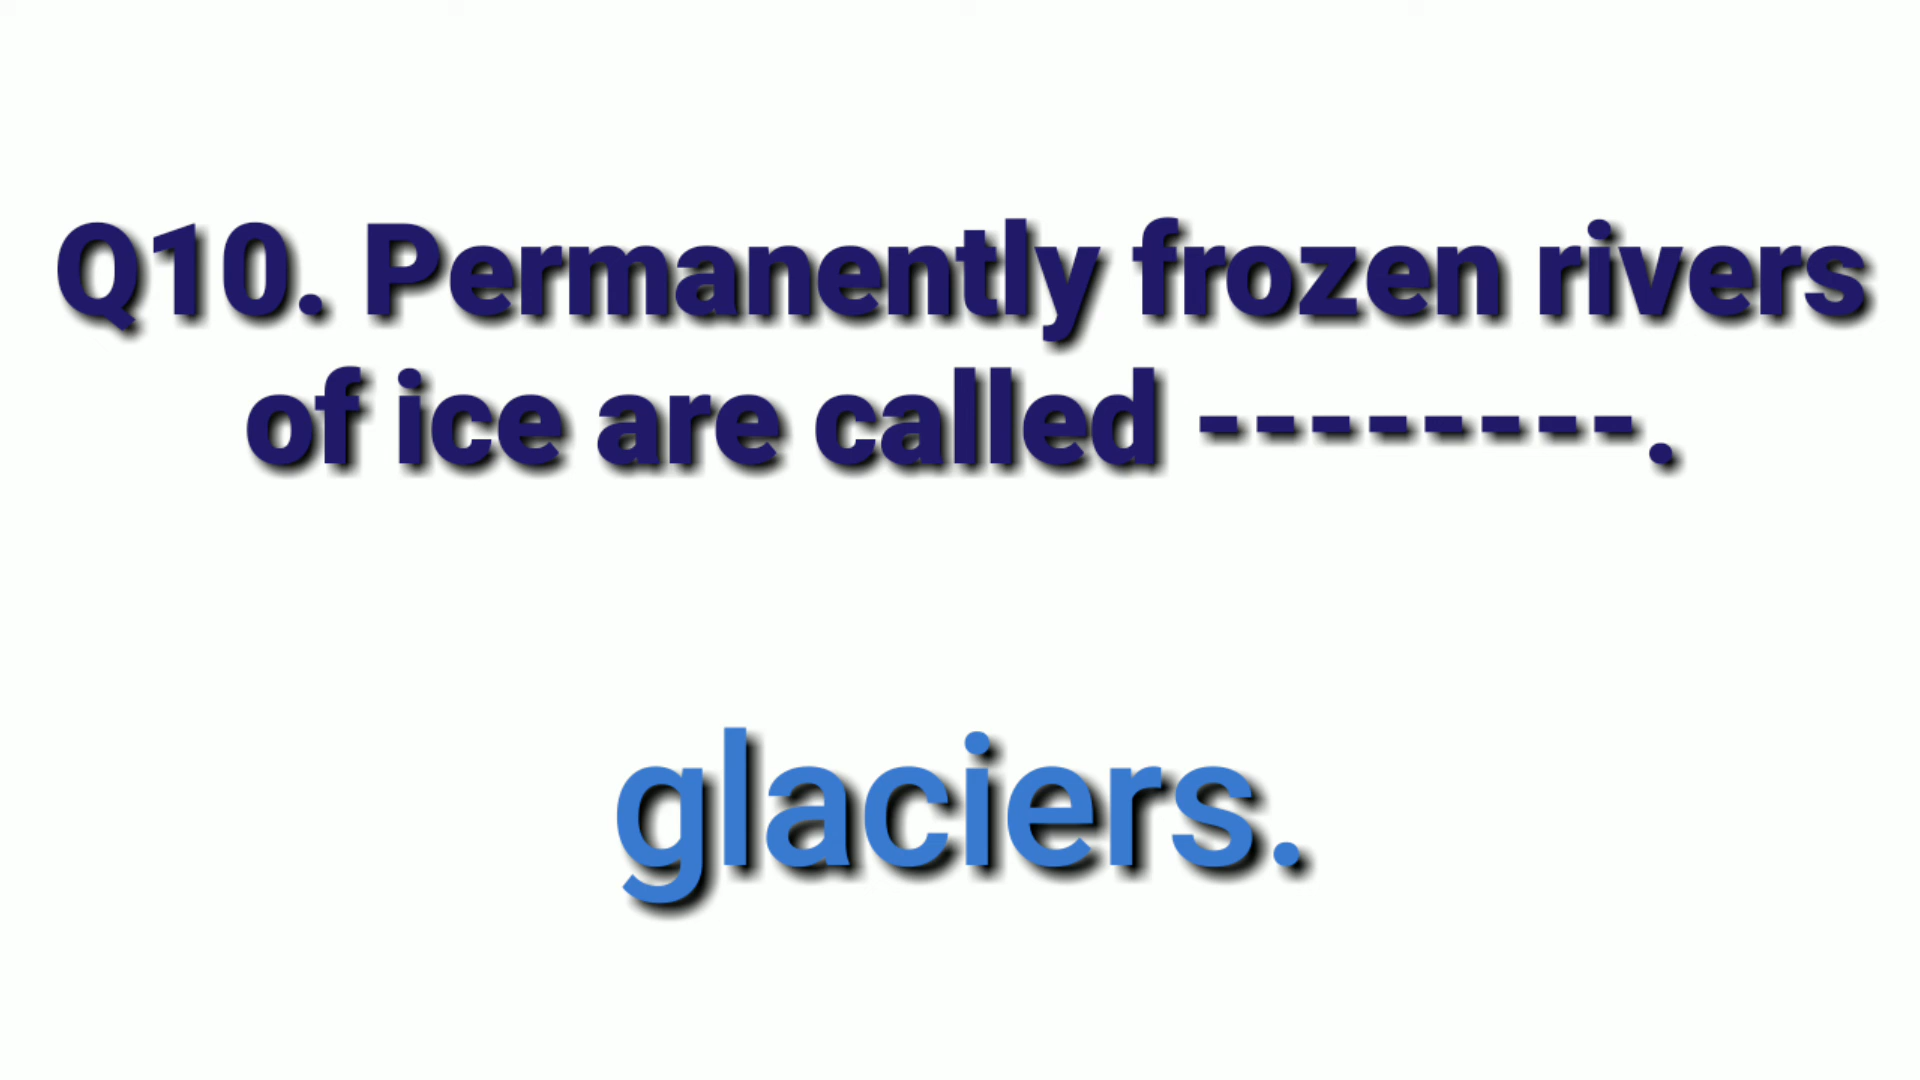 Q10. Permanently frozen rivers
of ice are called --------.
glaciers.